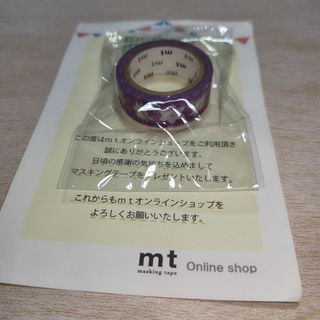 mt
mt
mt
mt
この度はmtオンラインショップをご利用頂き
誠にありがとうございます。
日頃の感謝の気持ちを込めまして
マスキングテープをプレゼントいたします。
これからもmtオンラインショップを
よろしくお願いいたします。
mt Online shop
masking tape